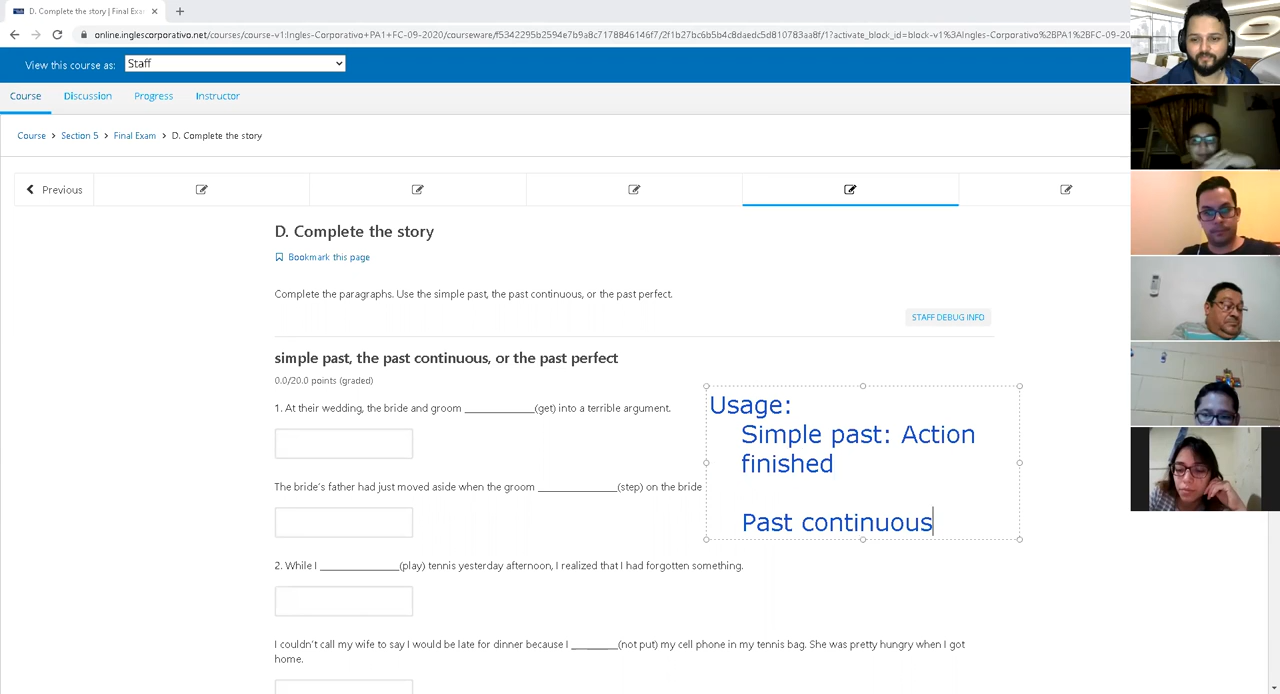 D. Complete the story | Final Exa
online.inglescorporativo.net/courses/course-v1:Ingles-Corporativo+PA1+FC-09-2020/
View this course as: Staff
Course Discussion Progress Instructor
Course > Section 5 > Final Exam > D. Complete the story
Previous
D. Complete the story
Bookmark this page
Complete the paragraphs. Use the simple past, the past continuous, or the past perfect.
STAFF DEBUG INFO
simple past, the past continuous, or the past perfect
0.0/20.0 points (graded)
1. At their wedding, the bride and groom _____________(get) into a terrible argument.
Usage:
Simple past: Action
finished
The bride's father had just moved aside when the groom _______________(step) on the bride
Past continuous
2. While I _______________(play) tennis yesterday afternoon, I realized that I had forgotten something.
I couldn't call my wife to say I would be late for dinner because I _________(not put) my cell phone in my tennis bag. She was pretty hungry when I got
home.